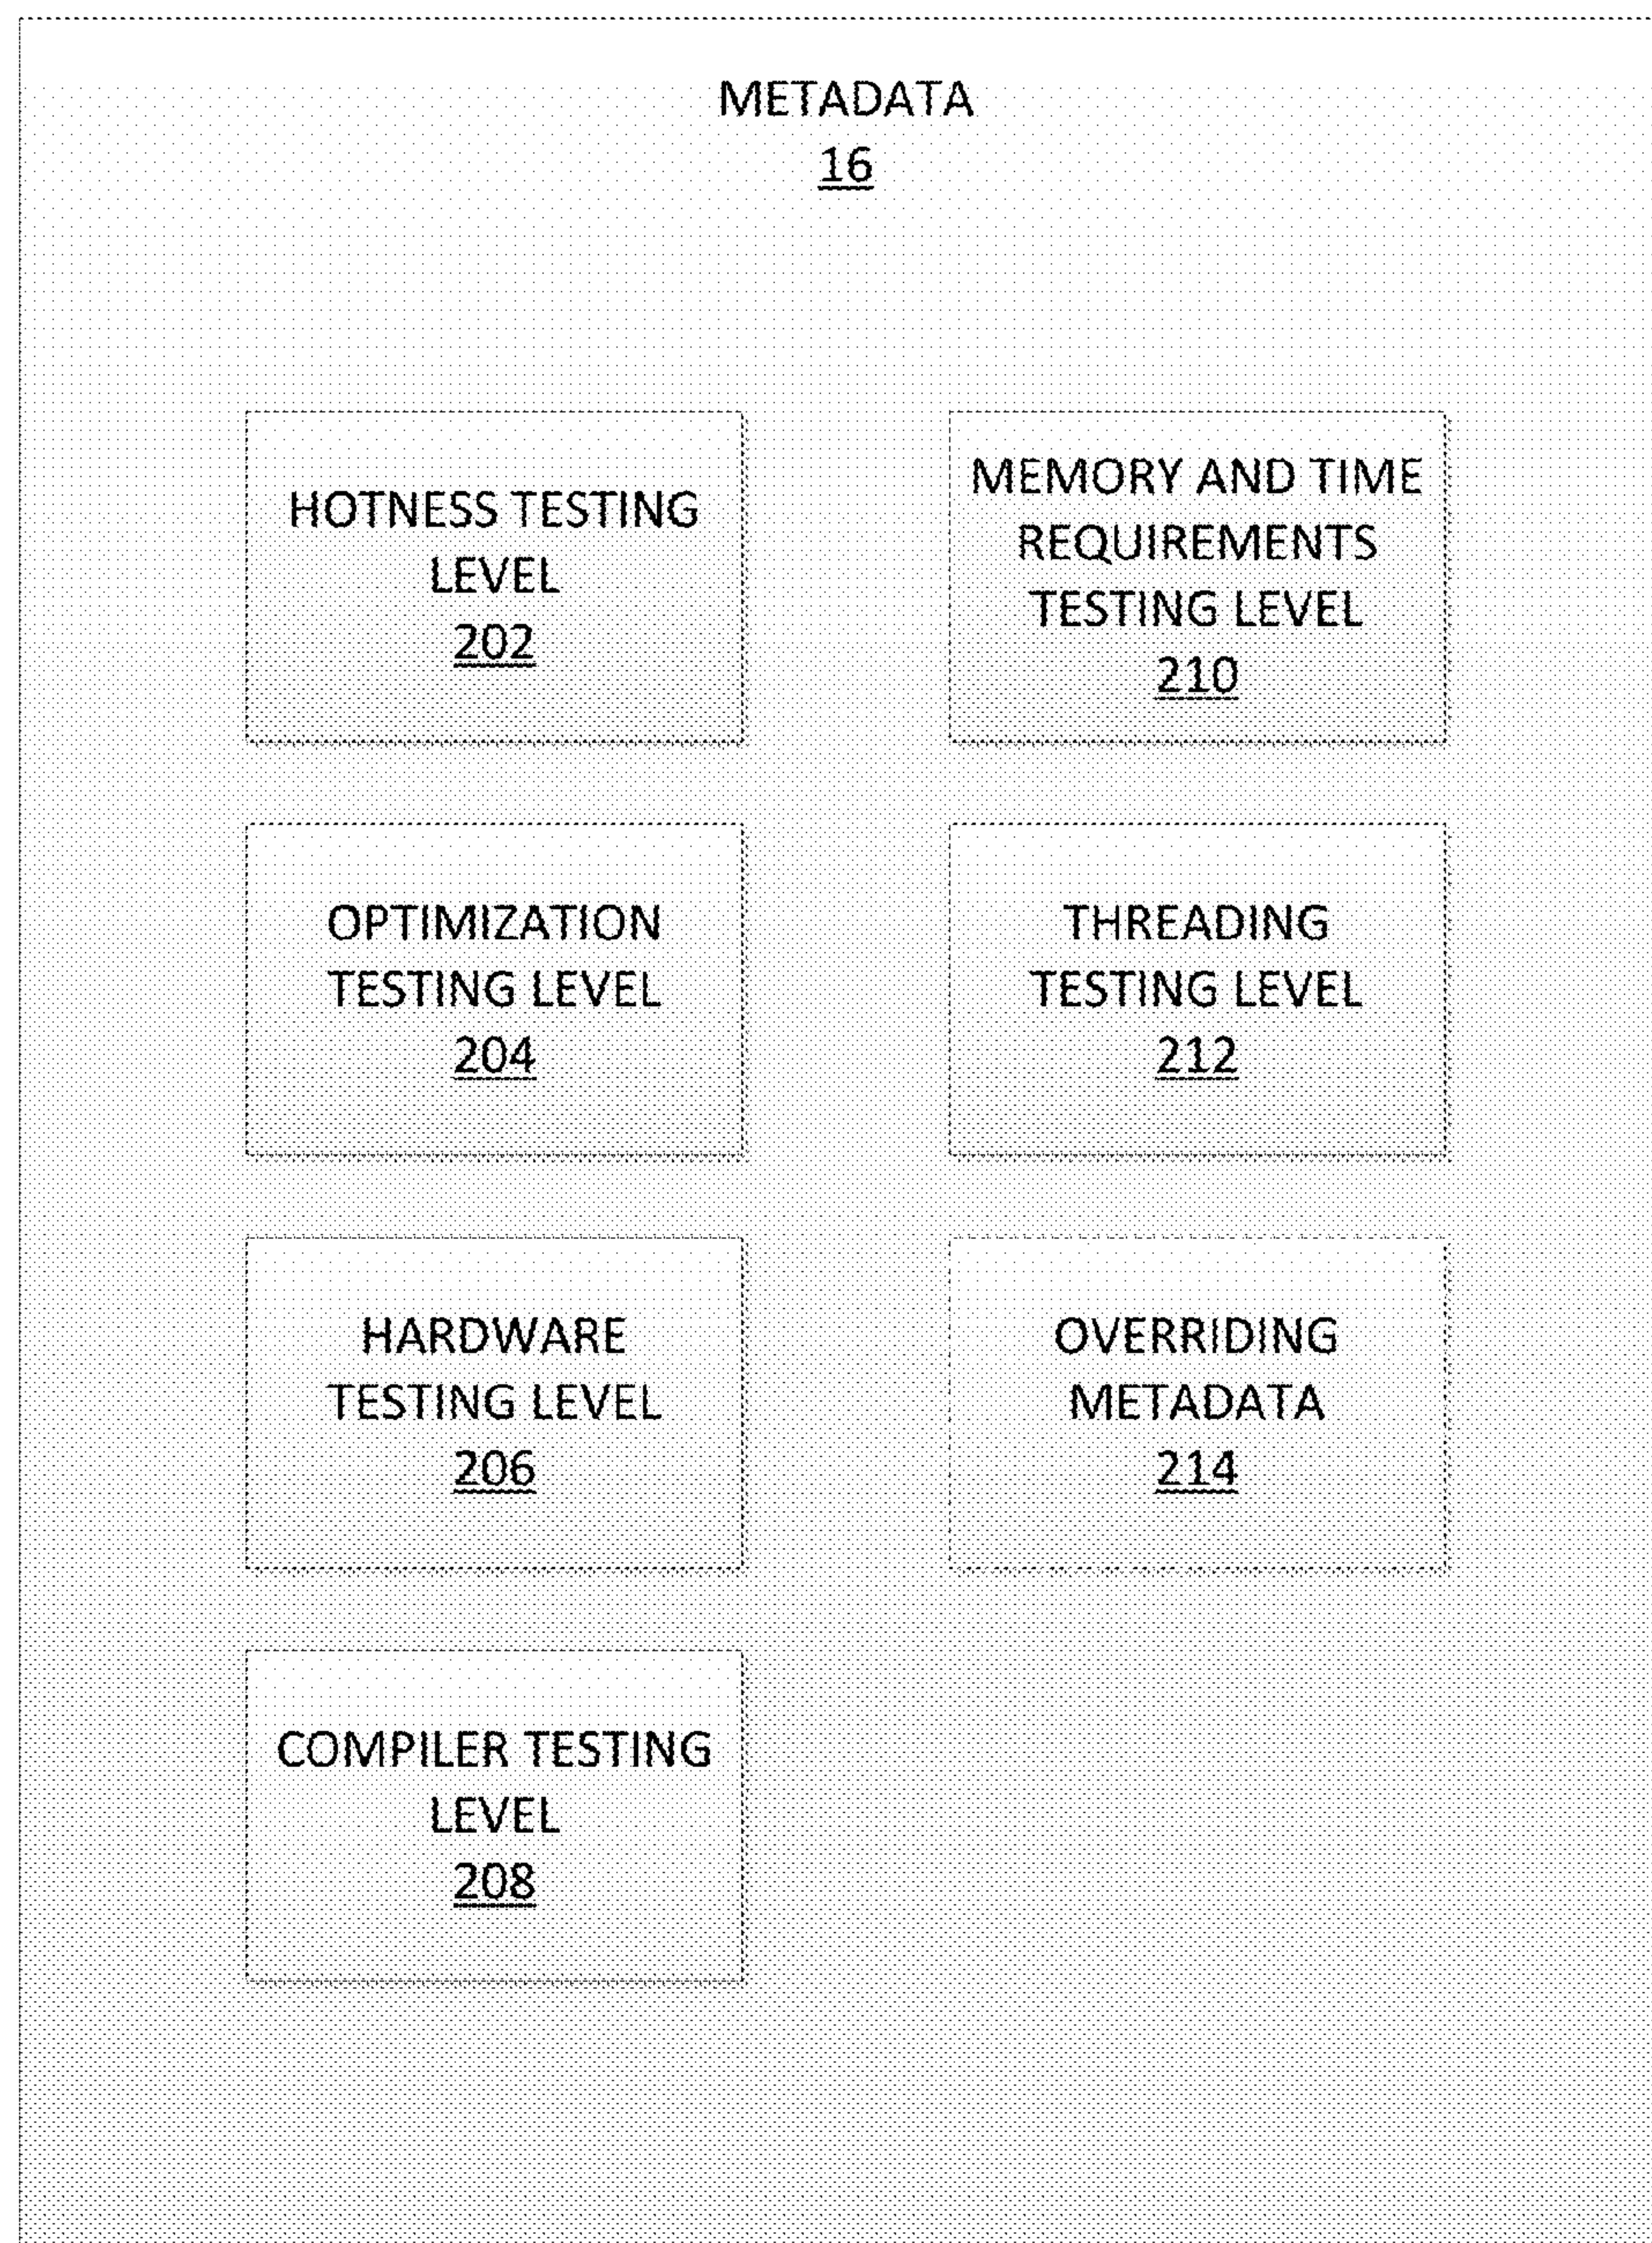 METADATA
16
HOTNESS TESTING
LEVEL
202
MEMORY AND TIME
REQUIREMENTS
TESTING LEVEL
210
OPTIMIZATION
TESTING LEVEL
204
THREADING
TESTING LEVEL
212
HARDWARE
TESTING LEVEL
206
OVERRIDING
METADATA
214
COMPILER TESTING
LEVEL
208